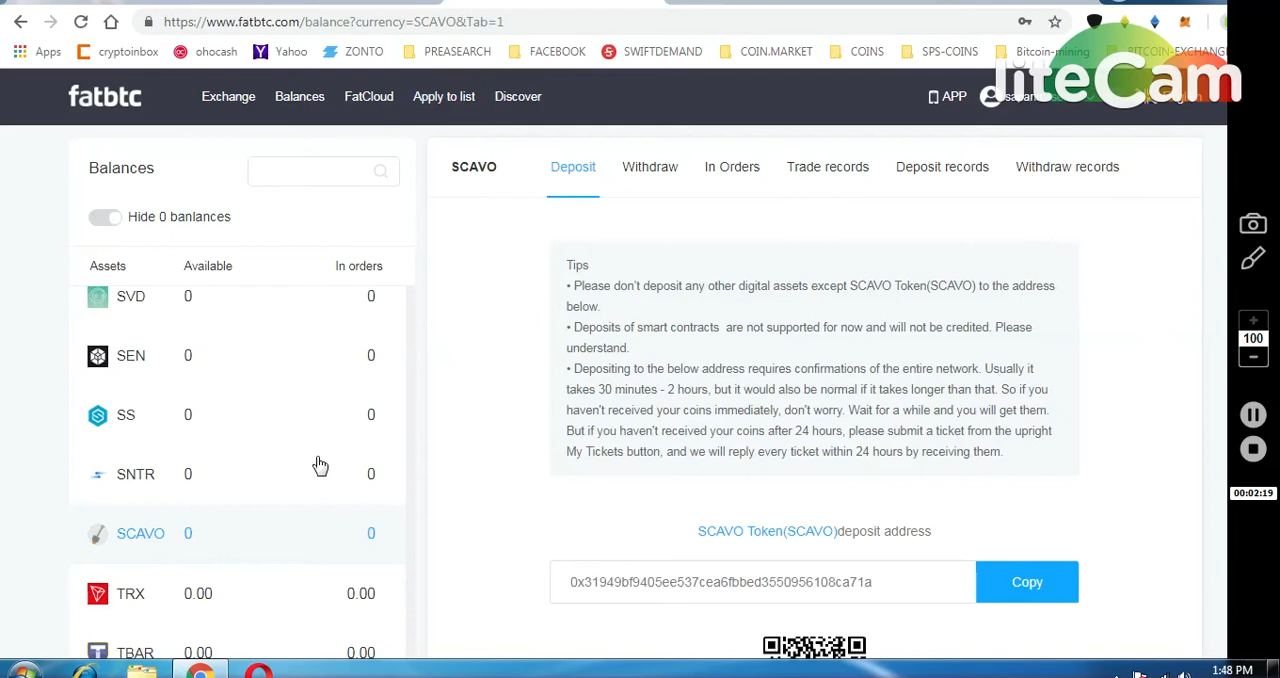 https://www.fatbtc.com/balance?currency=SCAVO&Tab=1
Apps cryptoinbox ohocash Yahoo ZONTO PREASEARCH FACEBOOK SWIFTDEMAND COIN.MARKET COINS SPS-COINS Bitcoin-mining BITCOIN-EXCHANGE
liteCam
fatbtc Exchange Balances FatCloud Apply to list Discover APP English
Balances
Hide 0 banlances
Assets Available In orders
SVD 0 0
SEN 0 0
SS 0 0
SNTR 0 0
SCAVO 0 0
TRX 0.00 0.00
TBAR 0.00 0.00
SCAVO Deposit Withdraw In Orders Trade records Deposit records Withdraw records
Tips
• Please don't deposit any other digital assets except SCAVO Token(SCAVO) to the address
below.
• Deposits of smart contracts are not supported for now and will not be credited. Please
understand.
• Depositing to the below address requires confirmations of the entire network. Usually it
takes 30 minutes - 2 hours, but it would also be normal if it takes longer than that. So if you
haven't received your coins immediately, don't worry. Wait for a while and you will get them.
But if you haven't received your coins after 24 hours, please submit a ticket from the upright
My Tickets button, and we will reply every ticket within 24 hours by receiving them.
SCAVO Token(SCAVO)deposit address
0x31949bf9405ee537cea6fbbed3550956108ca71a Copy
100
00:02:19
1:48 PM